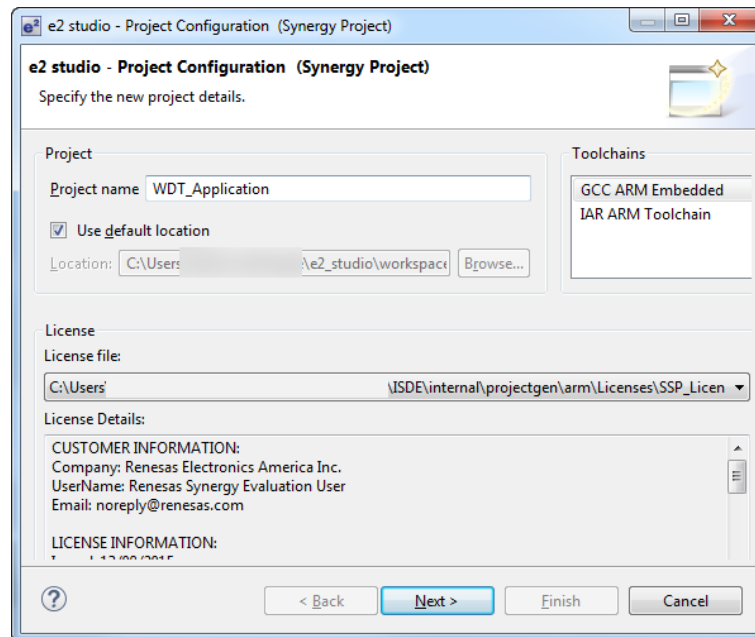 e2 studio - Project Configuration (Synergy Project)
e2 studio - Project Configuration (Synergy Project)
Specify the new project details.
Project
Project name WDT_Application
Use default location
Location: C:\Users \e2_studio\workspace Browse...
Toolchains
GCC ARM Embedded
IAR ARM Toolchain
License
License file:
C:\Users \ISDE\internal\projectgen\arm\Licenses\SSP_Licen
License Details:
CUSTOMER INFORMATION:
Company: Renesas Electronics America Inc.
UserName: Renesas Synergy Evaluation User
Email: noreply@renesas.com
LICENSE INFORMATION:
? < Back Next > Finish Cancel